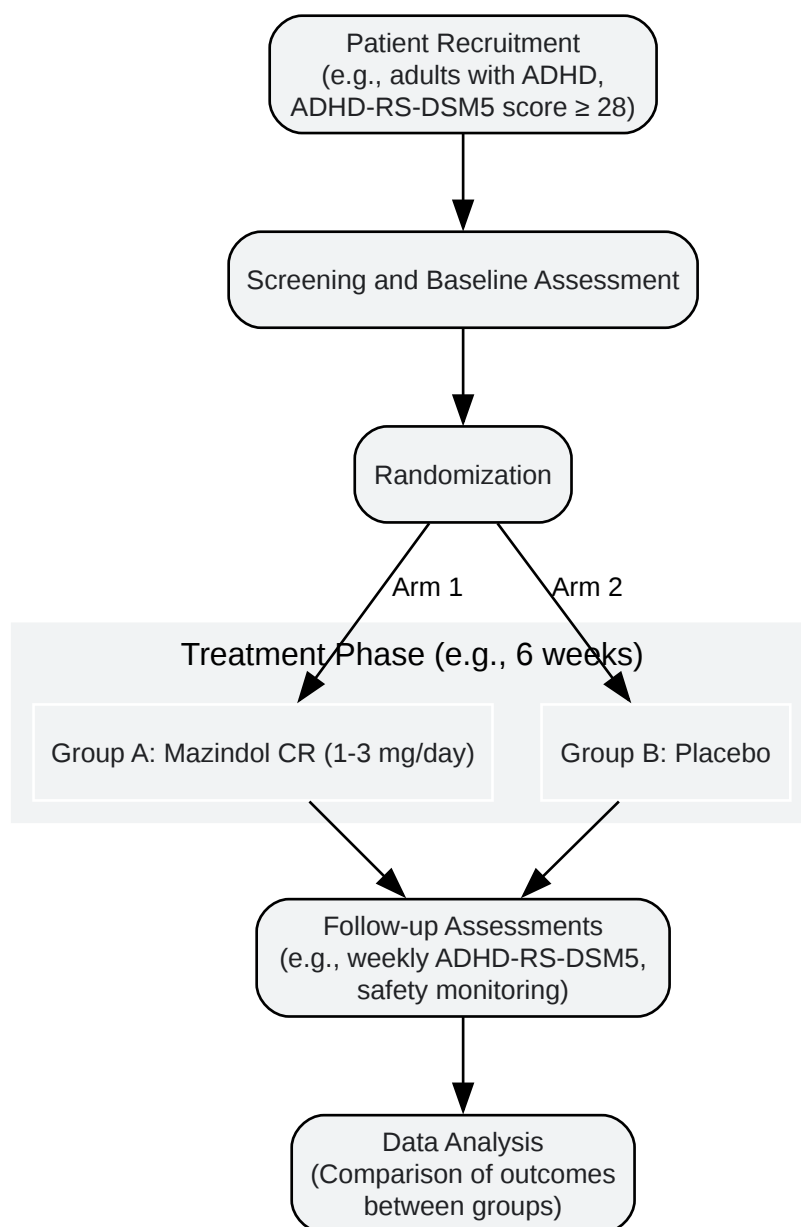 Patient Recruitment
(e.g., adults with ADHD,
ADHD-RS-DSM5 score ≥ 28)
Screening and Baseline Assessment
Randomization
Arm 1
Arm 2
Treatment Phase (e.g., 6 weeks)
Group A: Mazindol CR (1-3 mg/day)
Group B: Placebo
Follow-up Assessments
(e.g., weekly ADHD-RS-DSM5,
safety monitoring)
Data Analysis
(Comparison of outcomes
between groups)